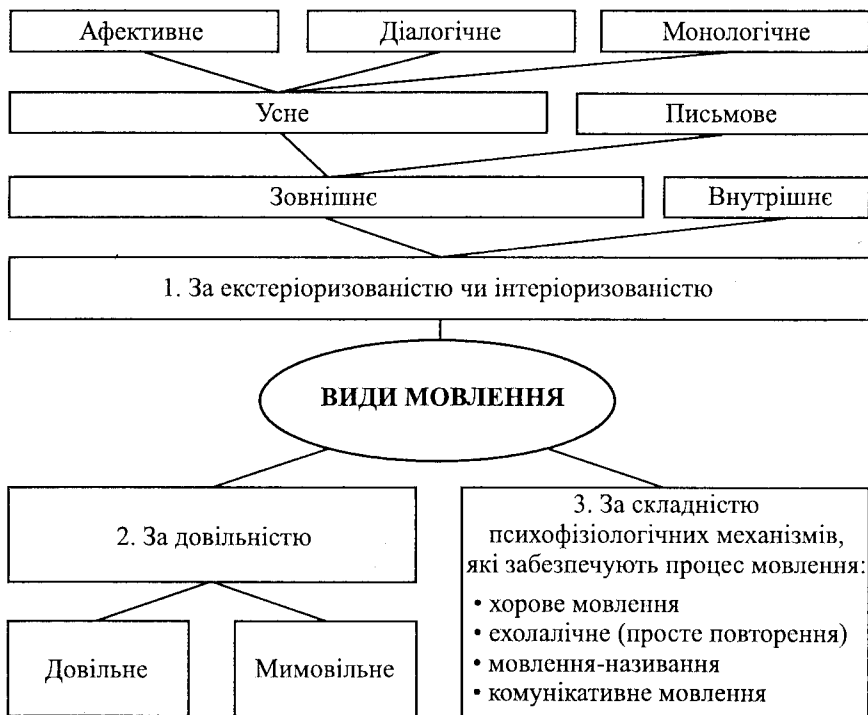 Афективне
Діалогічне
Монологічне
Усне
Письмове
Зовнішнє
Внутрішнє
1. За екстеріоризованістю чи інтеріоризованістю
ВИДИ МОВЛЕННЯ
2. За довільністю
Довільне
Мимовільне
3. За складністю
психофізіологічних механізмів,
які забезпечують процес мовлення:
• хорове мовлення
• ехолалічне (просте повторення)
• мовлення-називання
• комунікативне мовлення